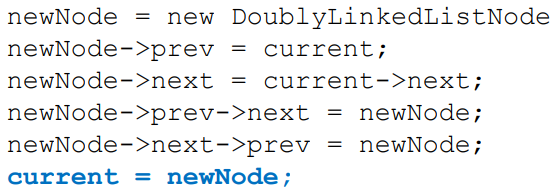 newNode = new DoublyLinkedListNode
newNode->prev = current;
newNode->next = current->next;
newNode->prev->next = newNode;
newNode->next->prev = newNode;
current = newNode;